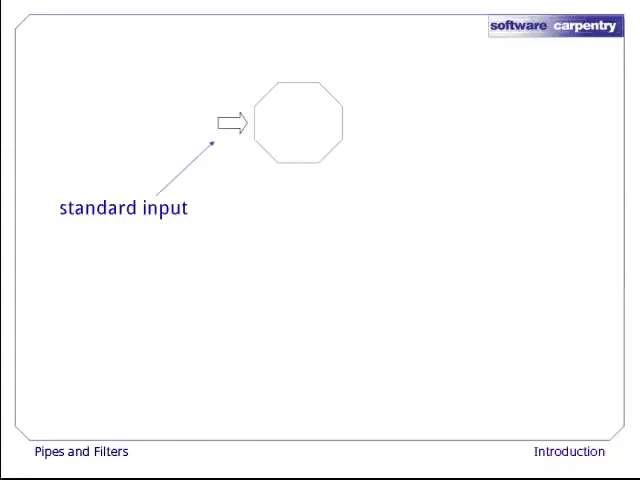 software carpentry
standard input
Pipes and Filters
Introduction